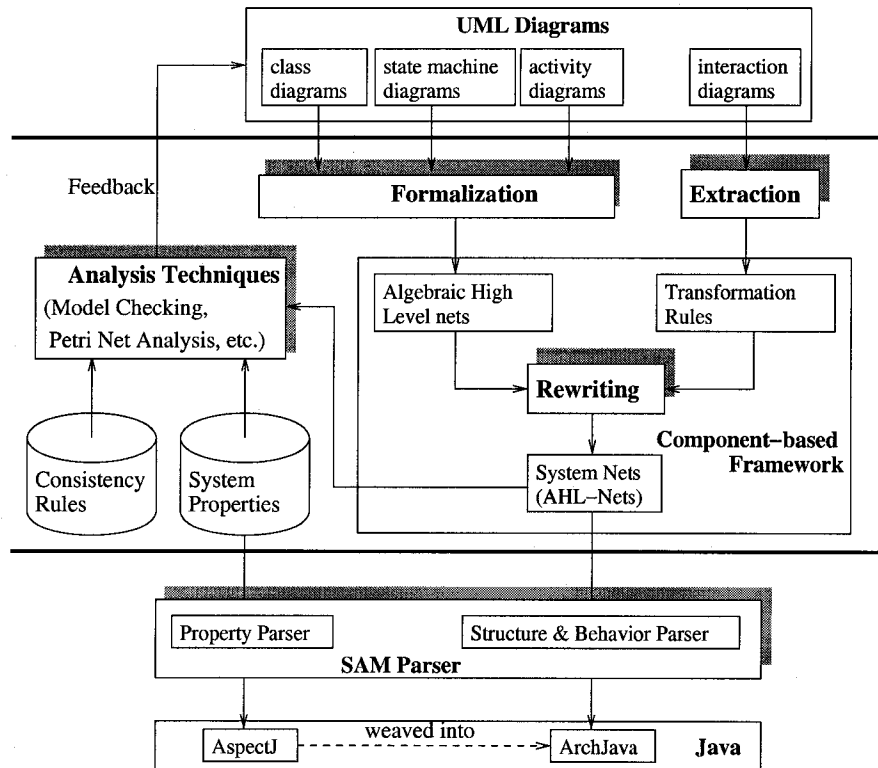 UML Diagrams
class
diagrams
state machine
diagrams
activity
diagrams
interaction
diagrams
Feedback
Formalization
Extraction
Analysis Techniques
(Model Checking,
Petri Net Analysis, etc.)
Algebraic High
Level nets
Transformation
Rules
Rewriting
Component-based
Framework
Consistency
Rules
System
Properties
System Nets
(AHL-Nets)
Property Parser
Structure & Behavior Parser
SAM Parser
weaved into
AspectJ
ArchJava
Java